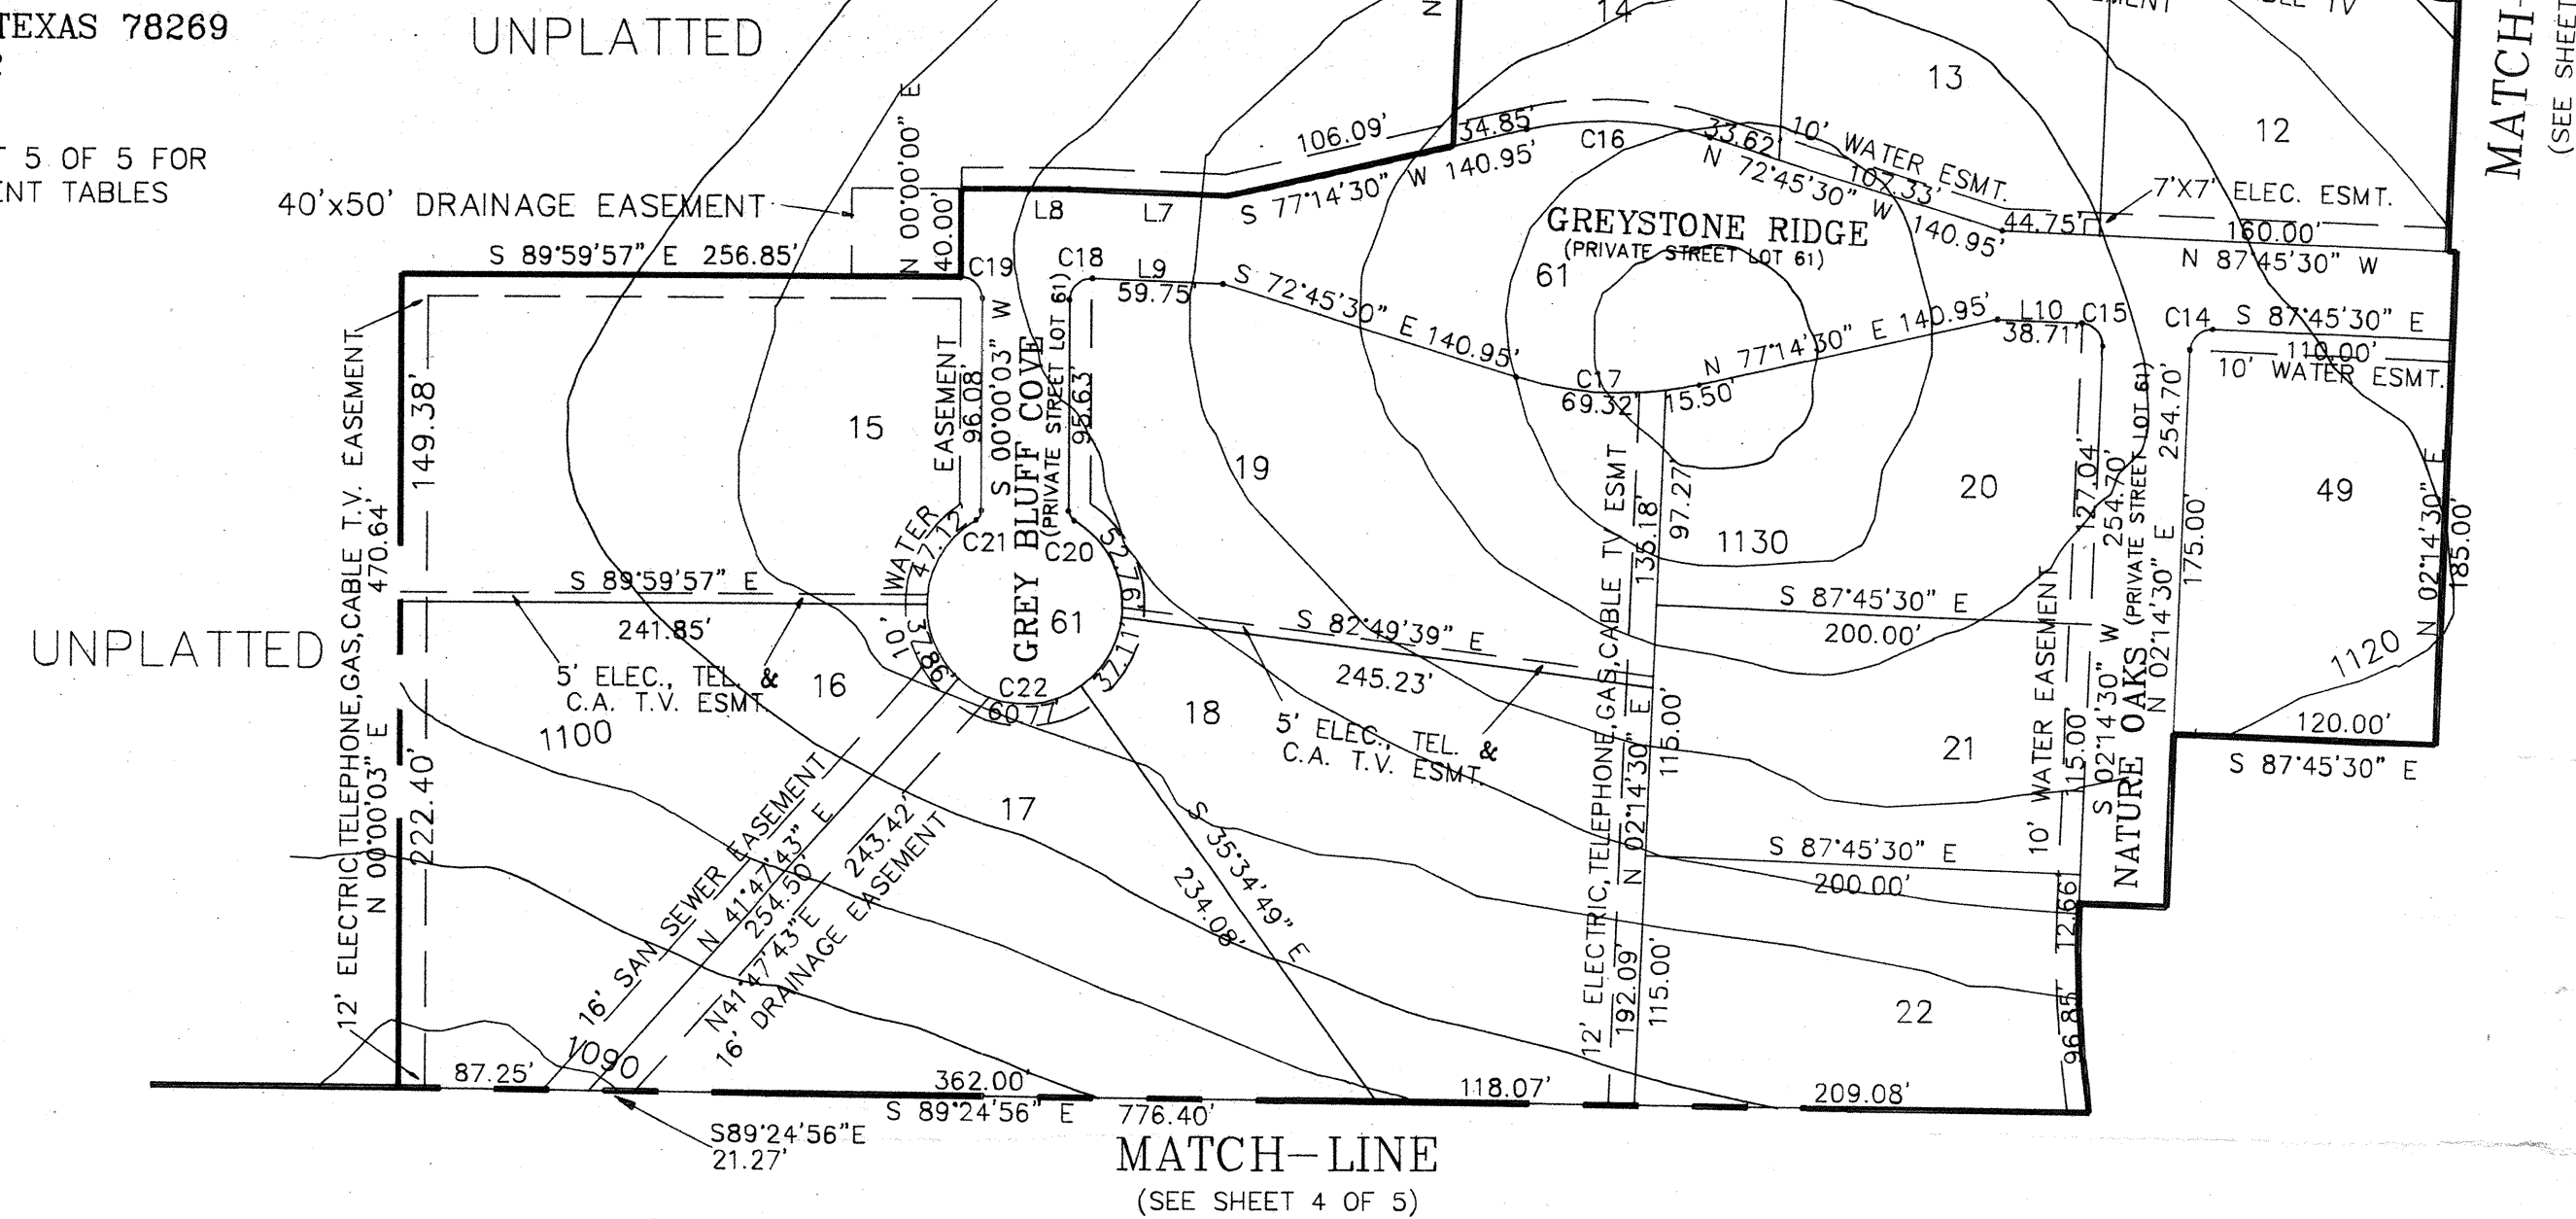 TEXAS 78269
UNPLATTED
5 OF 5 FOR
ENT TABLES
40'x50' DRAINAGE EASEMENT
S 89°59'57" E 256.85'
N 00°00'00" E
40.00'
L8
L7
106.09'
S 77°14'30" W 140.95'
34.85'
C16
33.62'
N 72°45'30" W 140.95'
107.33'
10' WATER ESMT.
44.75'
7'X7' ELEC. ESMT.
160.00'
N 87°45'30" W
N
14
13
12
MATCH-
(SEE SHEET
GREYSTONE RIDGE
(PRIVATE STREET LOT 61)
61
C19
C18
L9
59.75'
S 72°45'30" E 140.95'
C17
69.32'
15.50'
N 77°14'30" E 140.95'
L10
38.71'
C15
C14
S 87°45'30" E
110.00'
10' WATER ESMT.
12' ELECTRIC,TELEPHONE,GAS,CABLE T.V. EASEMENT
N 00°00'03" E 470.64'
149.38'
222.40'
15
10' WATER EASEMENT
96.08'
S 00°00'03" W
GREY BLUFF COVE
(PRIVATE STREET LOT 61)
95.63'
47.12'
C21
C20
52.76'
61
37.98'
37.11'
C22
60.77'
19
1130
20
49
12' ELECTRIC,TELEPHONE,GAS,CABLE TV ESMT
135.18'
97.27'
S 87°45'30" E
200.00'
127.04'
S 02°14'30" W 254.70'
NATURE OAKS (PRIVATE STREET LOT 61)
N 02°14'30" E 254.70'
175.00'
N 02°14'30" E
185.00'
1120
120.00'
S 87°45'30" E
UNPLATTED
S 89°59'57" E
241.85'
5' ELEC., TEL. &
C.A. T.V. ESMT.
16
1100
S 82°49'39" E
245.23'
5' ELEC., TEL. &
C.A. T.V. ESMT.
18
17
21
N 02°14'30" E
115.00'
115.00'
192.09'
10' WATER EASEMENT
115.00'
S 87°45'30" E
200.00'
12.66
96.85'
22
16' SAN SEWER EASEMENT
N 41°47'43" E
254.50'
243.42'
N41°47'43"E
16' DRAINAGE EASEMENT
S 35°34'49" E
234.08'
1090
87.25'
362.00'
118.07'
209.08'
S 89°24'56" E 776.40'
S89°24'56"E
21.27'
MATCH-LINE
(SEE SHEET 4 OF 5)